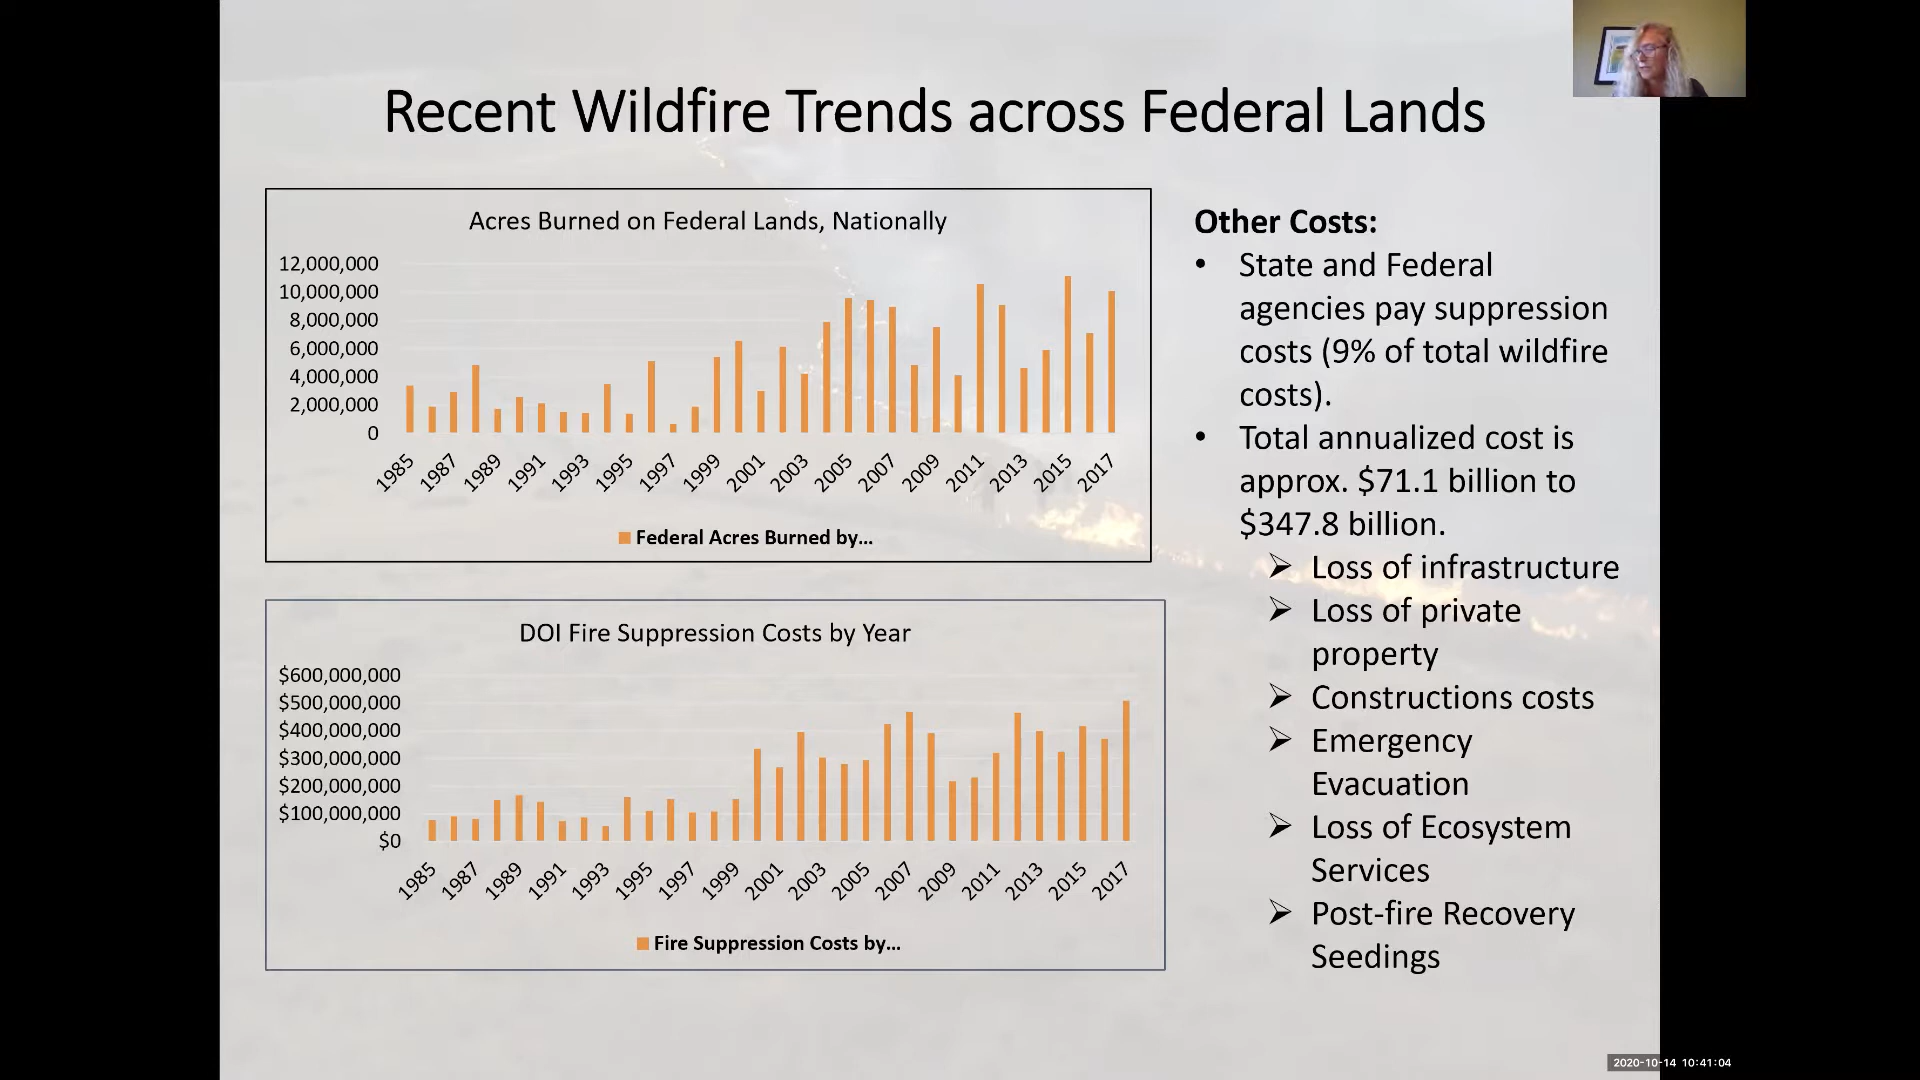 Recent Wildfire Trends across Federal Lands
Acres Burned on Federal Lands, Nationally
12,000,000
10,000,000
8,000,000
6,000,000
4,000,000
2,000,000
0
1985 1987 1989 1991 1993 1995 1997 1999 2001 2003 2005 2007 2009 2011 2013 2015 2017
Federal Acres Burned by...
DOI Fire Suppression Costs by Year
$600,000,000
$500,000,000
$400,000,000
$300,000,000
$200,000,000
$100,000,000
$0
1985 1987 1989 1991 1993 1995 1997 1999 2001 2003 2005 2007 2009 2011 2013 2015 2017
Fire Suppression Costs by...
Other Costs:
• State and Federal
agencies pay suppression
costs (9% of total wildfire
costs).
• Total annualized cost is
approx. $71.1 billion to
$347.8 billion.
➢ Loss of infrastructure
➢ Loss of private
property
➢ Constructions costs
➢ Emergency
Evacuation
➢ Loss of Ecosystem
Services
➢ Post-fire Recovery
Seedings
2020-10-14 10:41:04